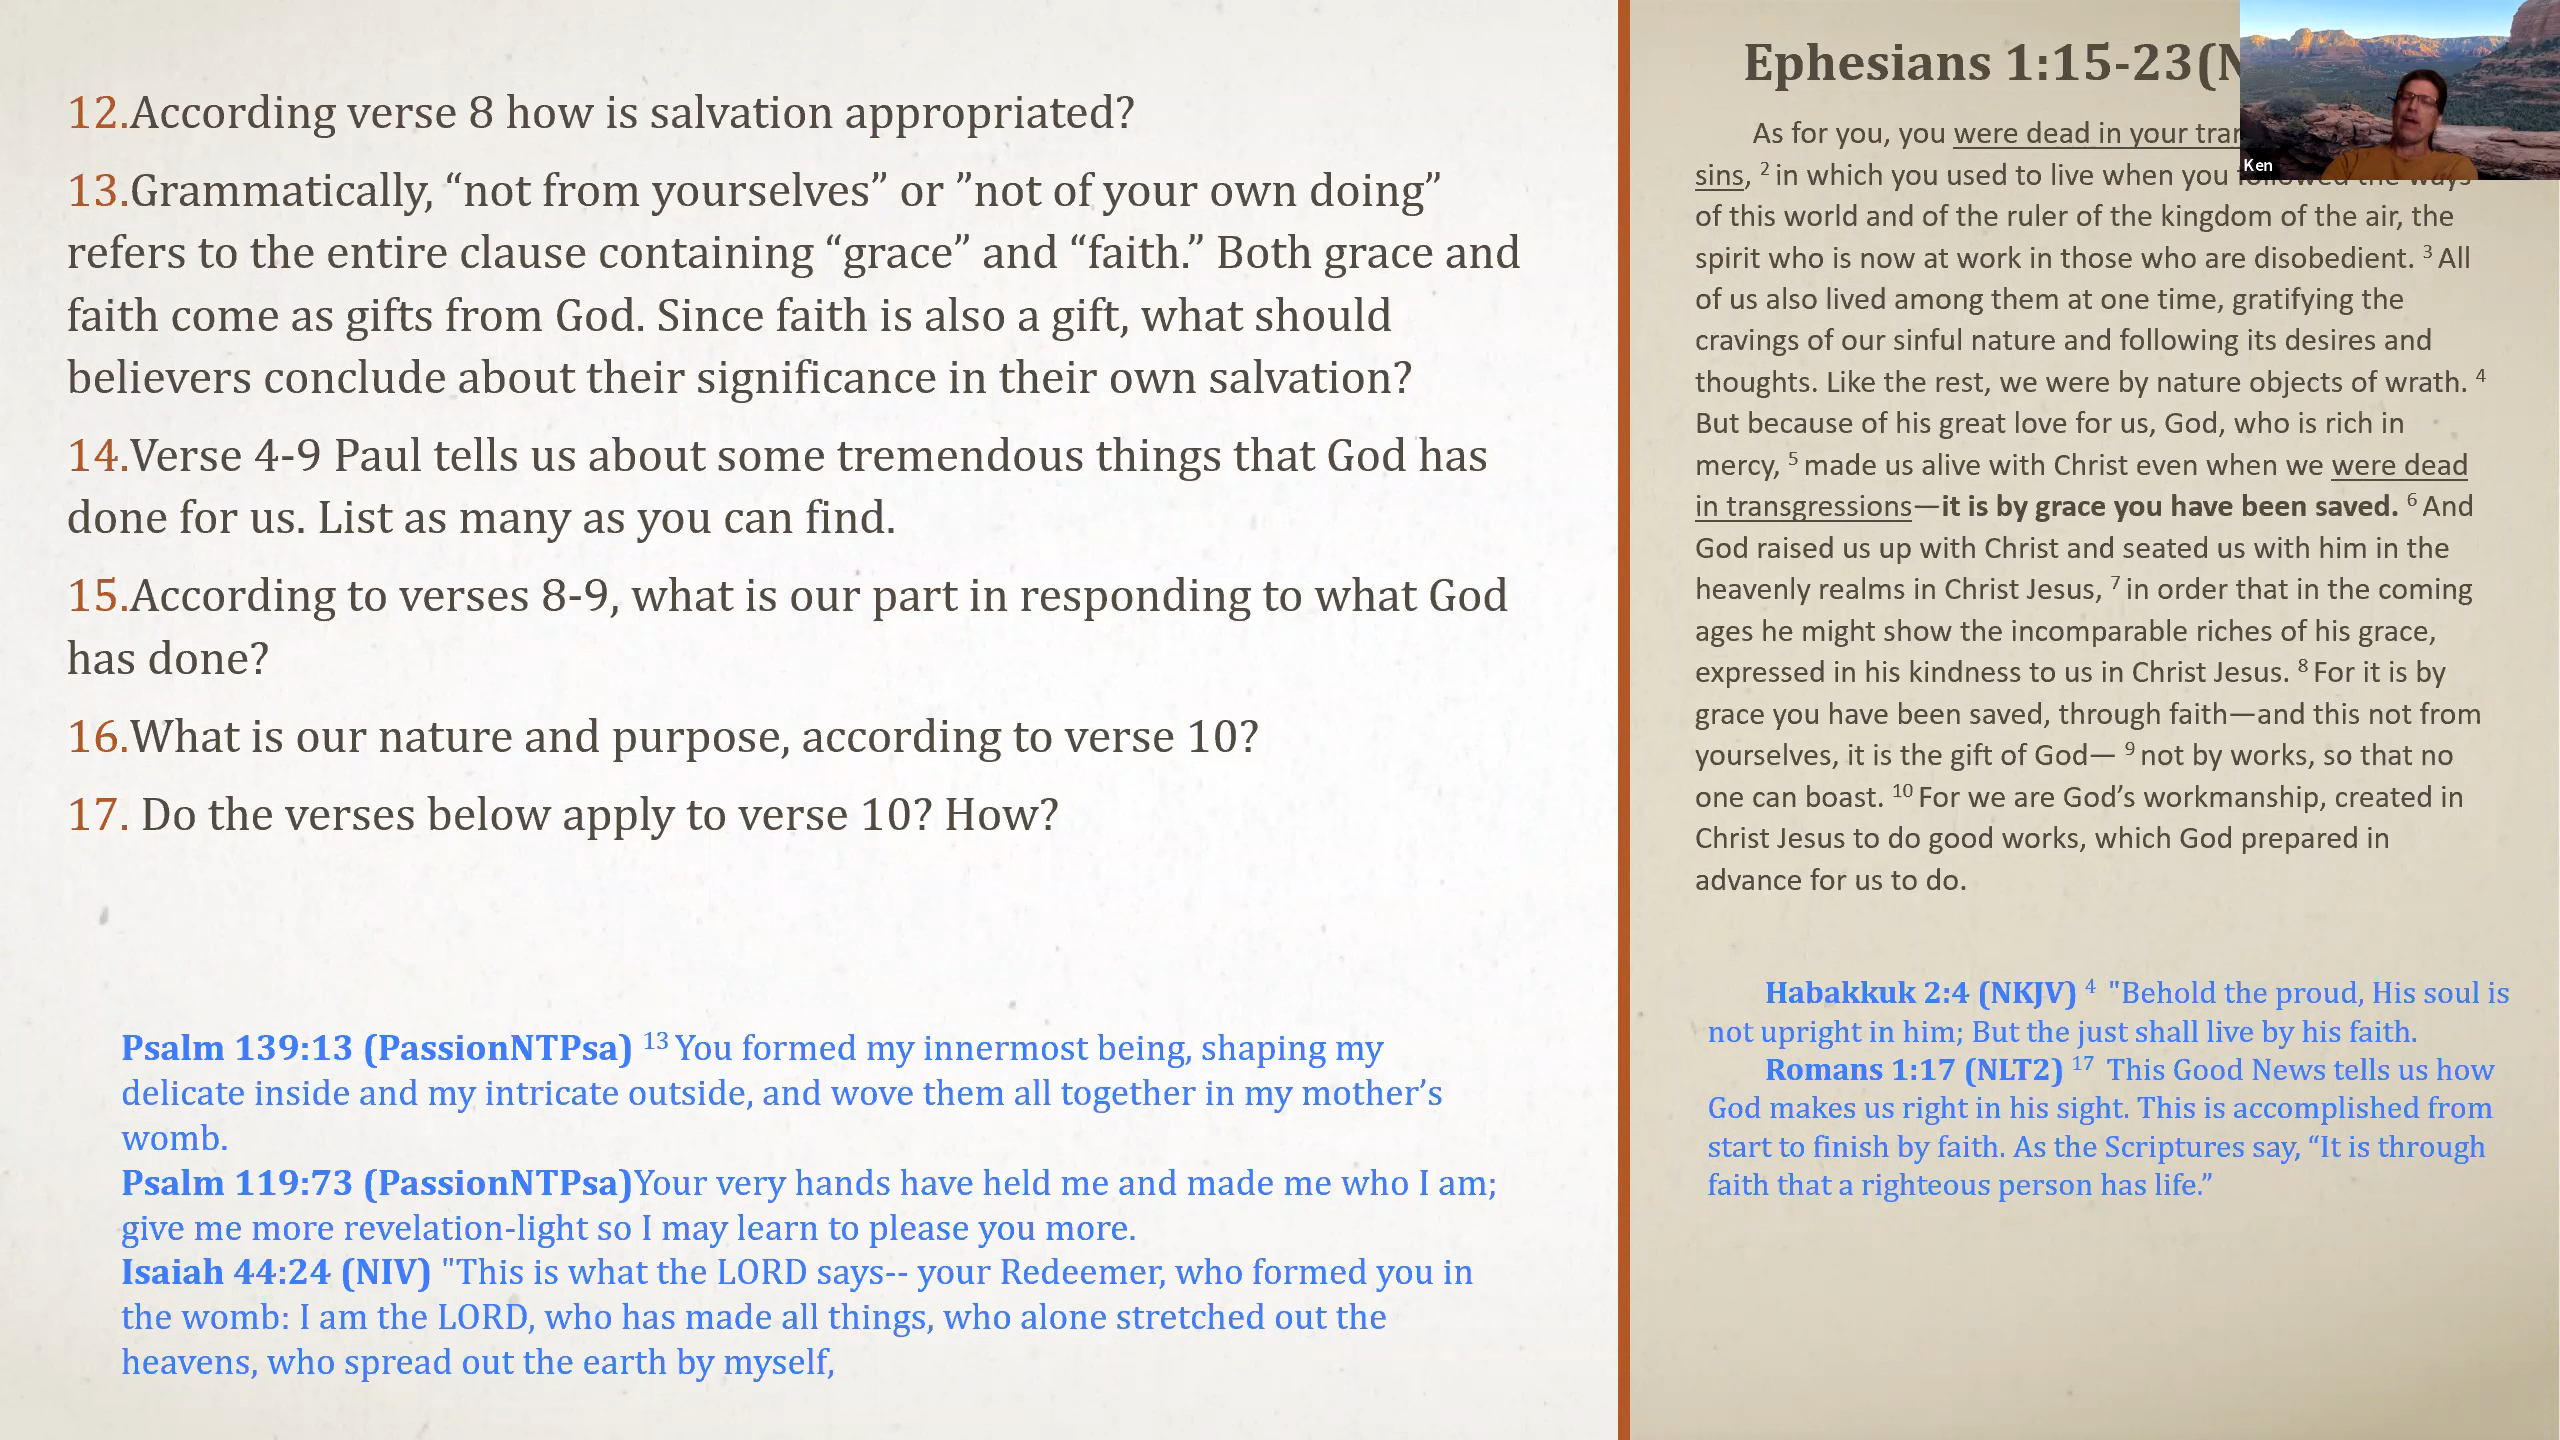 12.According verse 8 how is salvation appropriated?
13.Grammatically, “not from yourselves” or ”not of your own doing”
refers to the entire clause containing “grace” and “faith.” Both grace and
faith come as gifts from God. Since faith is also a gift, what should
believers conclude about their significance in their own salvation?
14.Verse 4-9 Paul tells us about some tremendous things that God has
done for us. List as many as you can find.
15.According to verses 8-9, what is our part in responding to what God
has done?
16.What is our nature and purpose, according to verse 10?
17. Do the verses below apply to verse 10? How?
Psalm 139:13 (PassionNTPsa) 13 You formed my innermost being, shaping my
delicate inside and my intricate outside, and wove them all together in my mother’s
womb.
Psalm 119:73 (PassionNTPsa)Your very hands have held me and made me who I am;
give me more revelation-light so I may learn to please you more.
Isaiah 44:24 (NIV) "This is what the LORD says-- your Redeemer, who formed you in
the womb: I am the LORD, who has made all things, who alone stretched out the
heavens, who spread out the earth by myself,
Ephesians 1:15-23(N
As for you, you were dead in your
sins, 2 in which you used to live when you followed the ways
of this world and of the ruler of the kingdom of the air, the
spirit who is now at work in those who are disobedient. 3 All
of us also lived among them at one time, gratifying the
cravings of our sinful nature and following its desires and
thoughts. Like the rest, we were by nature objects of wrath. 4
But because of his great love for us, God, who is rich in
mercy, 5 made us alive with Christ even when we were dead
in transgressions—it is by grace you have been saved. 6 And
God raised us up with Christ and seated us with him in the
heavenly realms in Christ Jesus, 7 in order that in the coming
ages he might show the incomparable riches of his grace,
expressed in his kindness to us in Christ Jesus. 8 For it is by
grace you have been saved, through faith—and this not from
yourselves, it is the gift of God— 9 not by works, so that no
one can boast. 10 For we are God’s workmanship, created in
Christ Jesus to do good works, which God prepared in
advance for us to do.
Habakkuk 2:4 (NKJV) 4 "Behold the proud, His soul is
not upright in him; But the just shall live by his faith.
Romans 1:17 (NLT2) 17 This Good News tells us how
God makes us right in his sight. This is accomplished from
start to finish by faith. As the Scriptures say, “It is through
faith that a righteous person has life.”
Ken